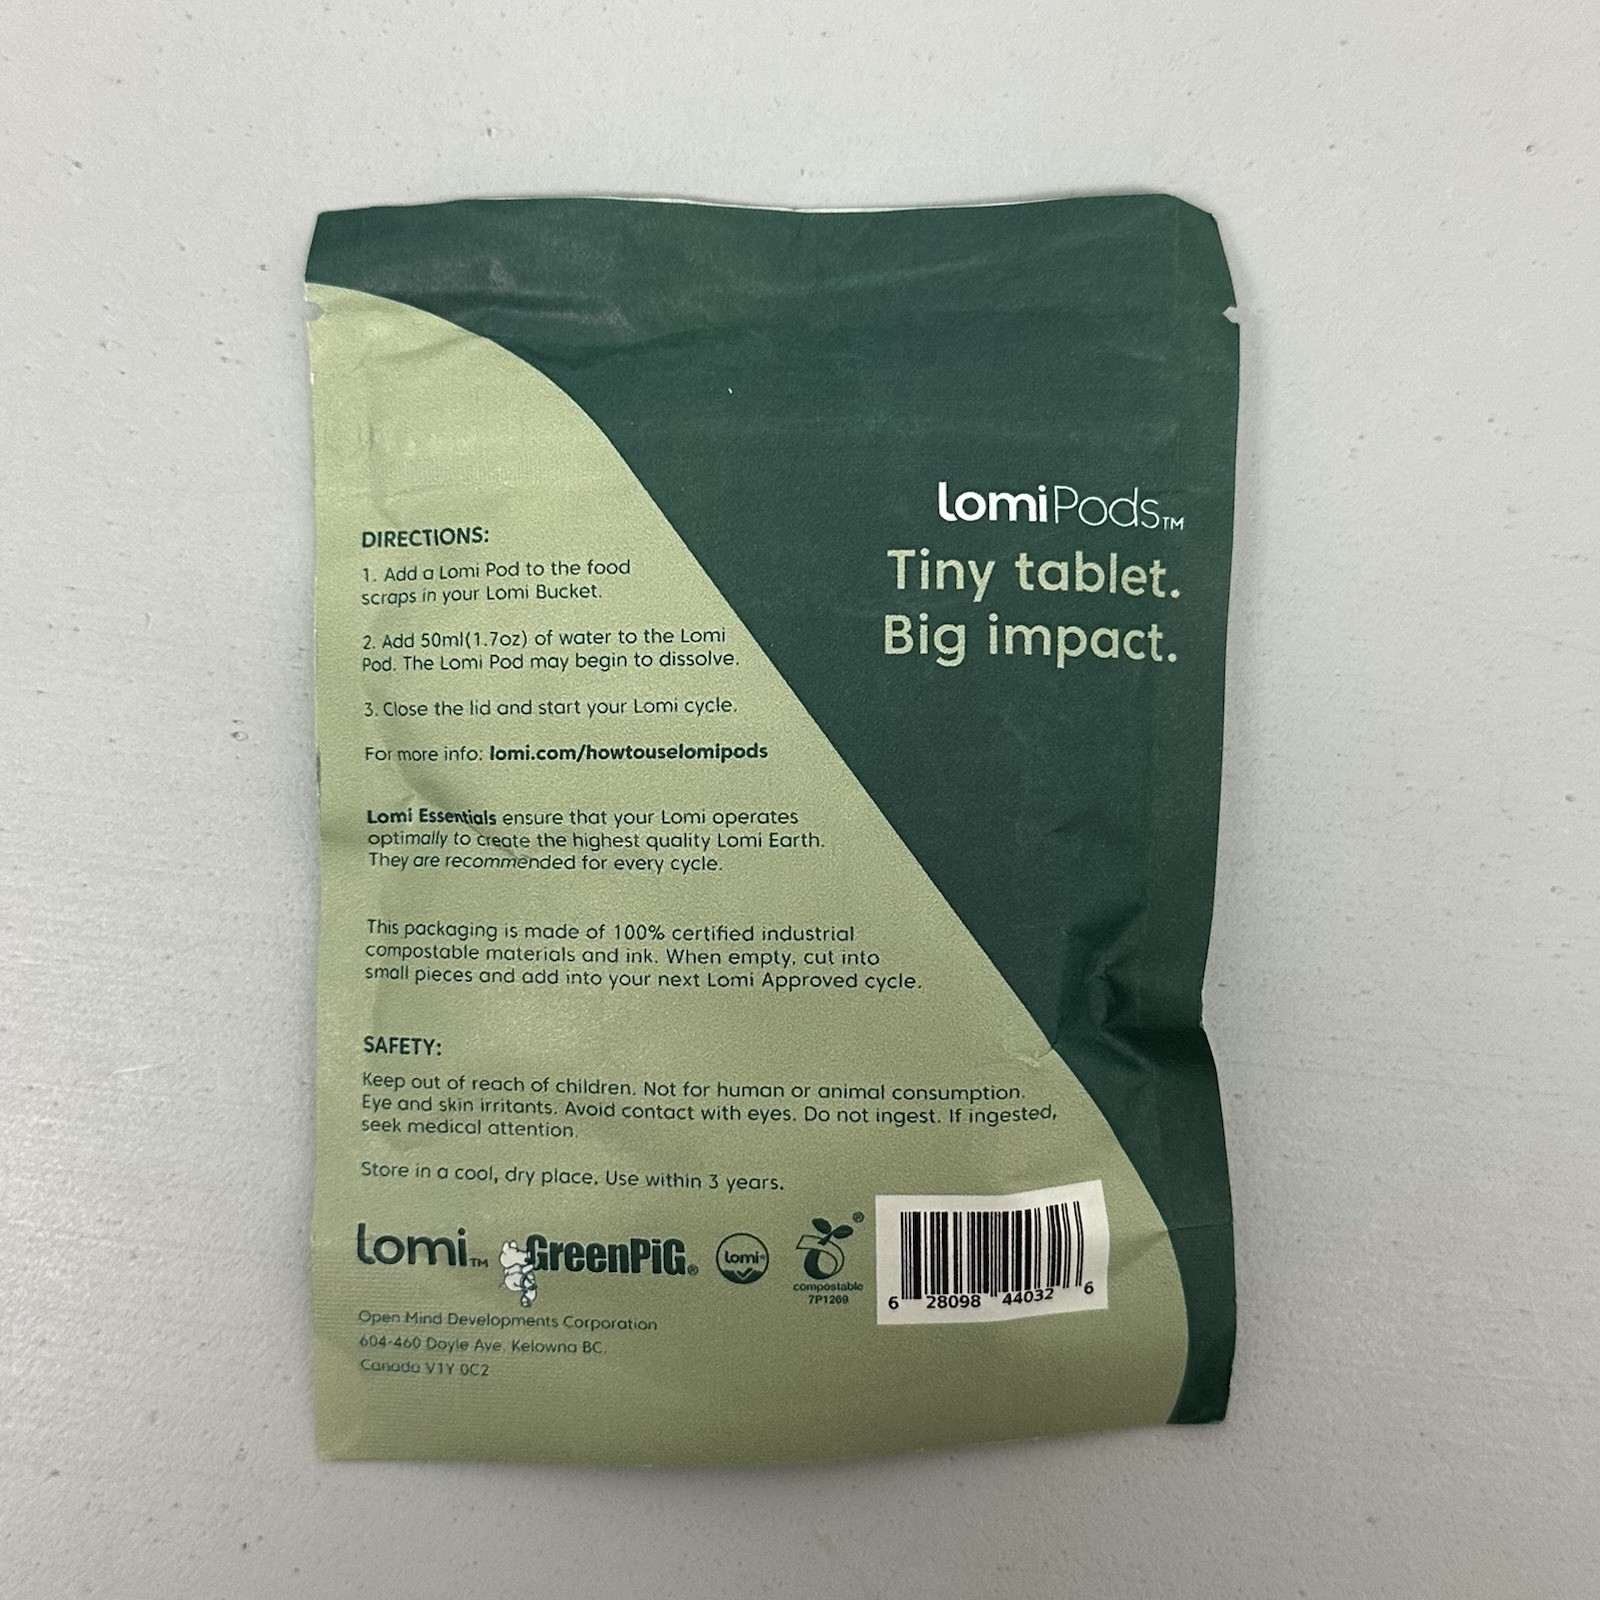 lomiPods™
Tiny tablet.
Big impact.
DIRECTIONS:
1. Add a Lomi Pod to the food
scraps in your Lomi Bucket.
2. Add 50ml(1.7oz) of water to the Lomi
Pod. The Lomi Pod may begin to dissolve.
3. Close the lid and start your Lomi cycle.
For more info: lomi.com/howtouselomipods
Lomi Essentials ensure that your Lomi operates
optimally to create the highest quality Lomi Earth.
They are recommended for every cycle.
This packaging is made of 100% certified industrial
compostable materials and ink. When empty, cut into
small pieces and add into your next Lomi Approved cycle.
SAFETY:
Keep out of reach of children. Not for human or animal consumption.
Eye and skin irritants. Avoid contact with eyes. Do not ingest. If ingested,
seek medical attention.
Store in a cool, dry place. Use within 3 years.
lomi™ GreenPiG® lomi® ®
compostable
7P1269
6 28098 44032 6
Open Mind Developments Corporation
604-460 Doyle Ave. Kelowna BC,
Canada V1Y 0C2